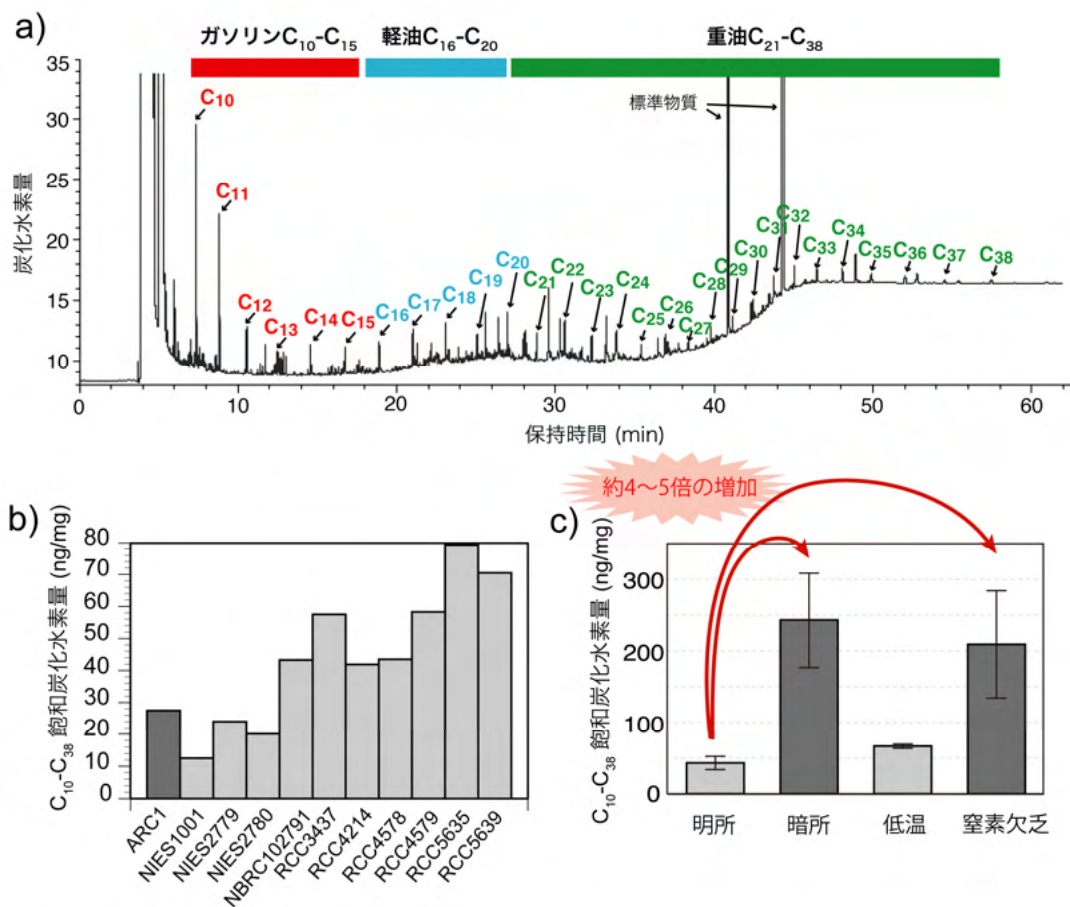 a)
ガソリンC10-C15
軽油C16-C20
重油C21-C38
炭化水素量
35
30
25
20
15
10
C10
C11
C12
C13
C14
C15
C16
C17
C18
C19
C20
C21
C22
C23
C24
C25
C26
C27
C28
C29
C30
C31
C32
C33
C34
C35
C36
C37
C38
標準物質
0 10 20 30 40 50 60
保持時間 (min)
b)
C10-C38 飽和炭化水素量 (ng/mg)
80
70
60
50
40
30
20
10
0
ARC1
NIES1001
NIES2779
NIES2780
NBRC102791
RCC3437
RCC4214
RCC4578
RCC4579
RCC5635
RCC5639
約4〜5倍の増加
c)
C10-C38 飽和炭化水素量 (ng/mg)
300
200
100
50
0
明所 暗所 低温 窒素欠乏